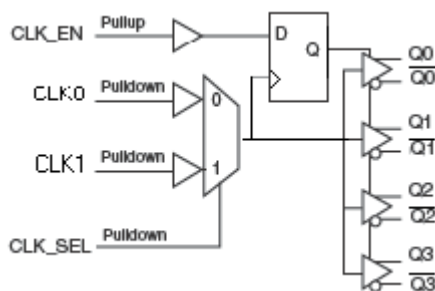 CLK_EN Pullup
D
Q
Q0
Q0
CLK0 Pulldown
0
Q1
Q1
CLK1 Pulldown
1
Q2
Q2
CLK_SEL Pulldown
Q3
Q3